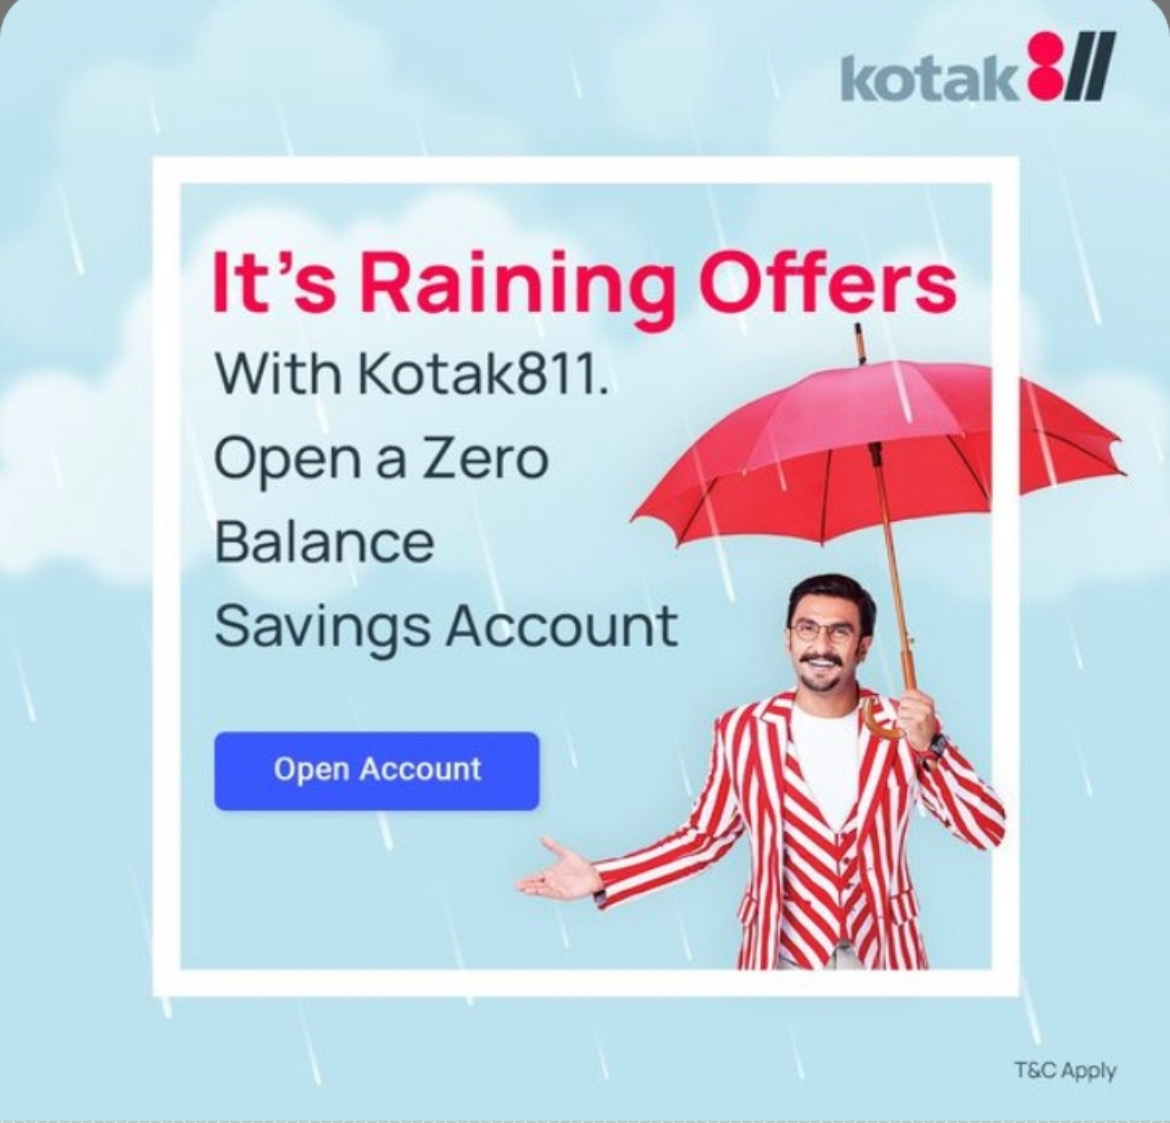 kotak811
It's Raining Offers
With Kotak811.
Open a Zero
Balance
Savings Account
Open Account
T&C Apply